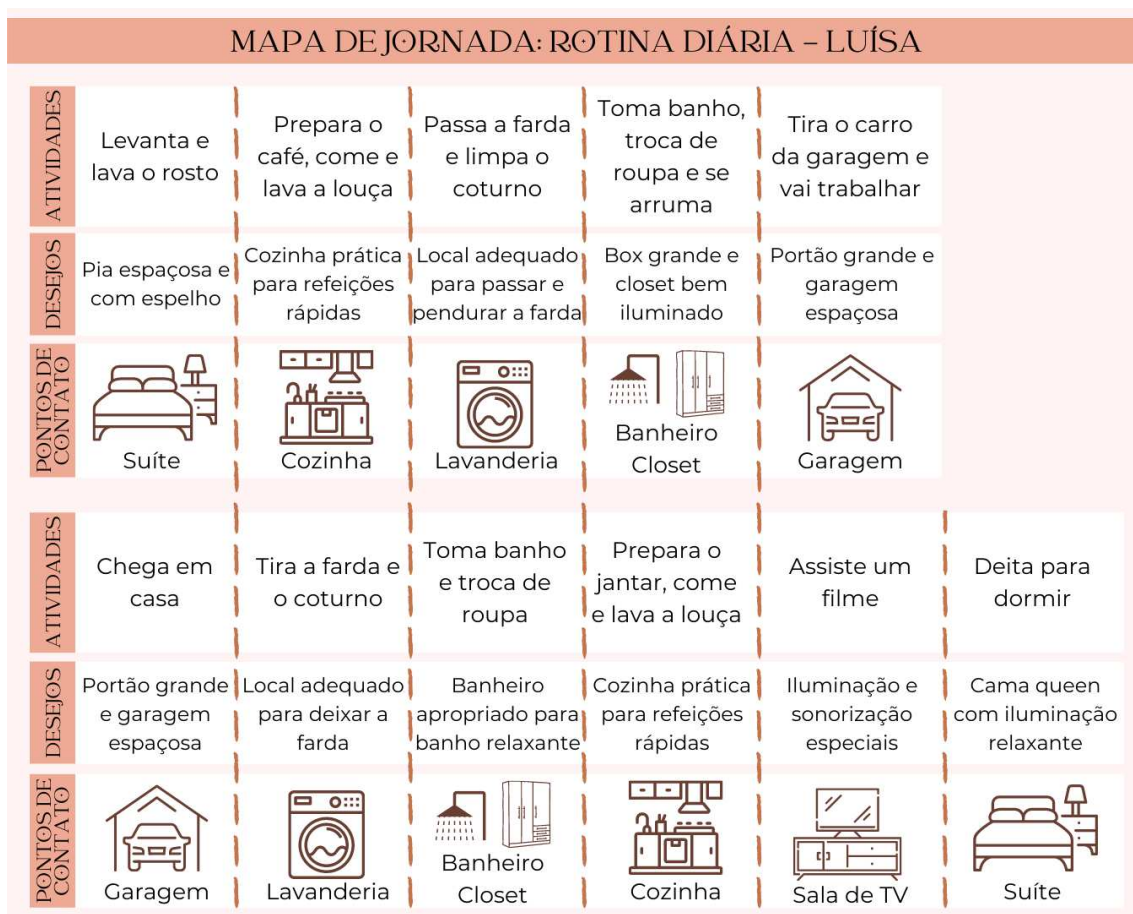 MAPA DE JORNADA: ROTINA DIÁRIA – LUÍSA
ATIVIDADES
Levanta e
lava o rosto
Prepara o
café, come e
lava a louça
Passa a farda
e limpa o
coturno
Toma banho,
troca de
roupa e se
arruma
Tira o carro
da garagem e
vai trabalhar
DESEJOS
Pia espaçosa e
com espelho
Cozinha prática
para refeições
rápidas
Local adequado
para passar e
pendurar a farda
Box grande e
closet bem
iluminado
Portão grande e
garagem
espaçosa
PONTOS DE
CONTATO
Suíte
Cozinha
Lavanderia
Banheiro
Closet
Garagem
ATIVIDADES
Chega em
casa
Tira a farda e
o coturno
Toma banho
e troca de
roupa
Prepara o
jantar, come
e lava a louça
Assiste um
filme
Deita para
dormir
DESEJOS
Portão grande
e garagem
espaçosa
Local adequado
para deixar a
farda
Banheiro
apropriado para
banho relaxante
Cozinha prática
para refeições
rápidas
Iluminação e
sonorização
especiais
Cama queen
com iluminação
relaxante
PONTOS DE
CONTATO
Garagem
Lavanderia
Banheiro
Closet
Cozinha
Sala de TV
Suíte